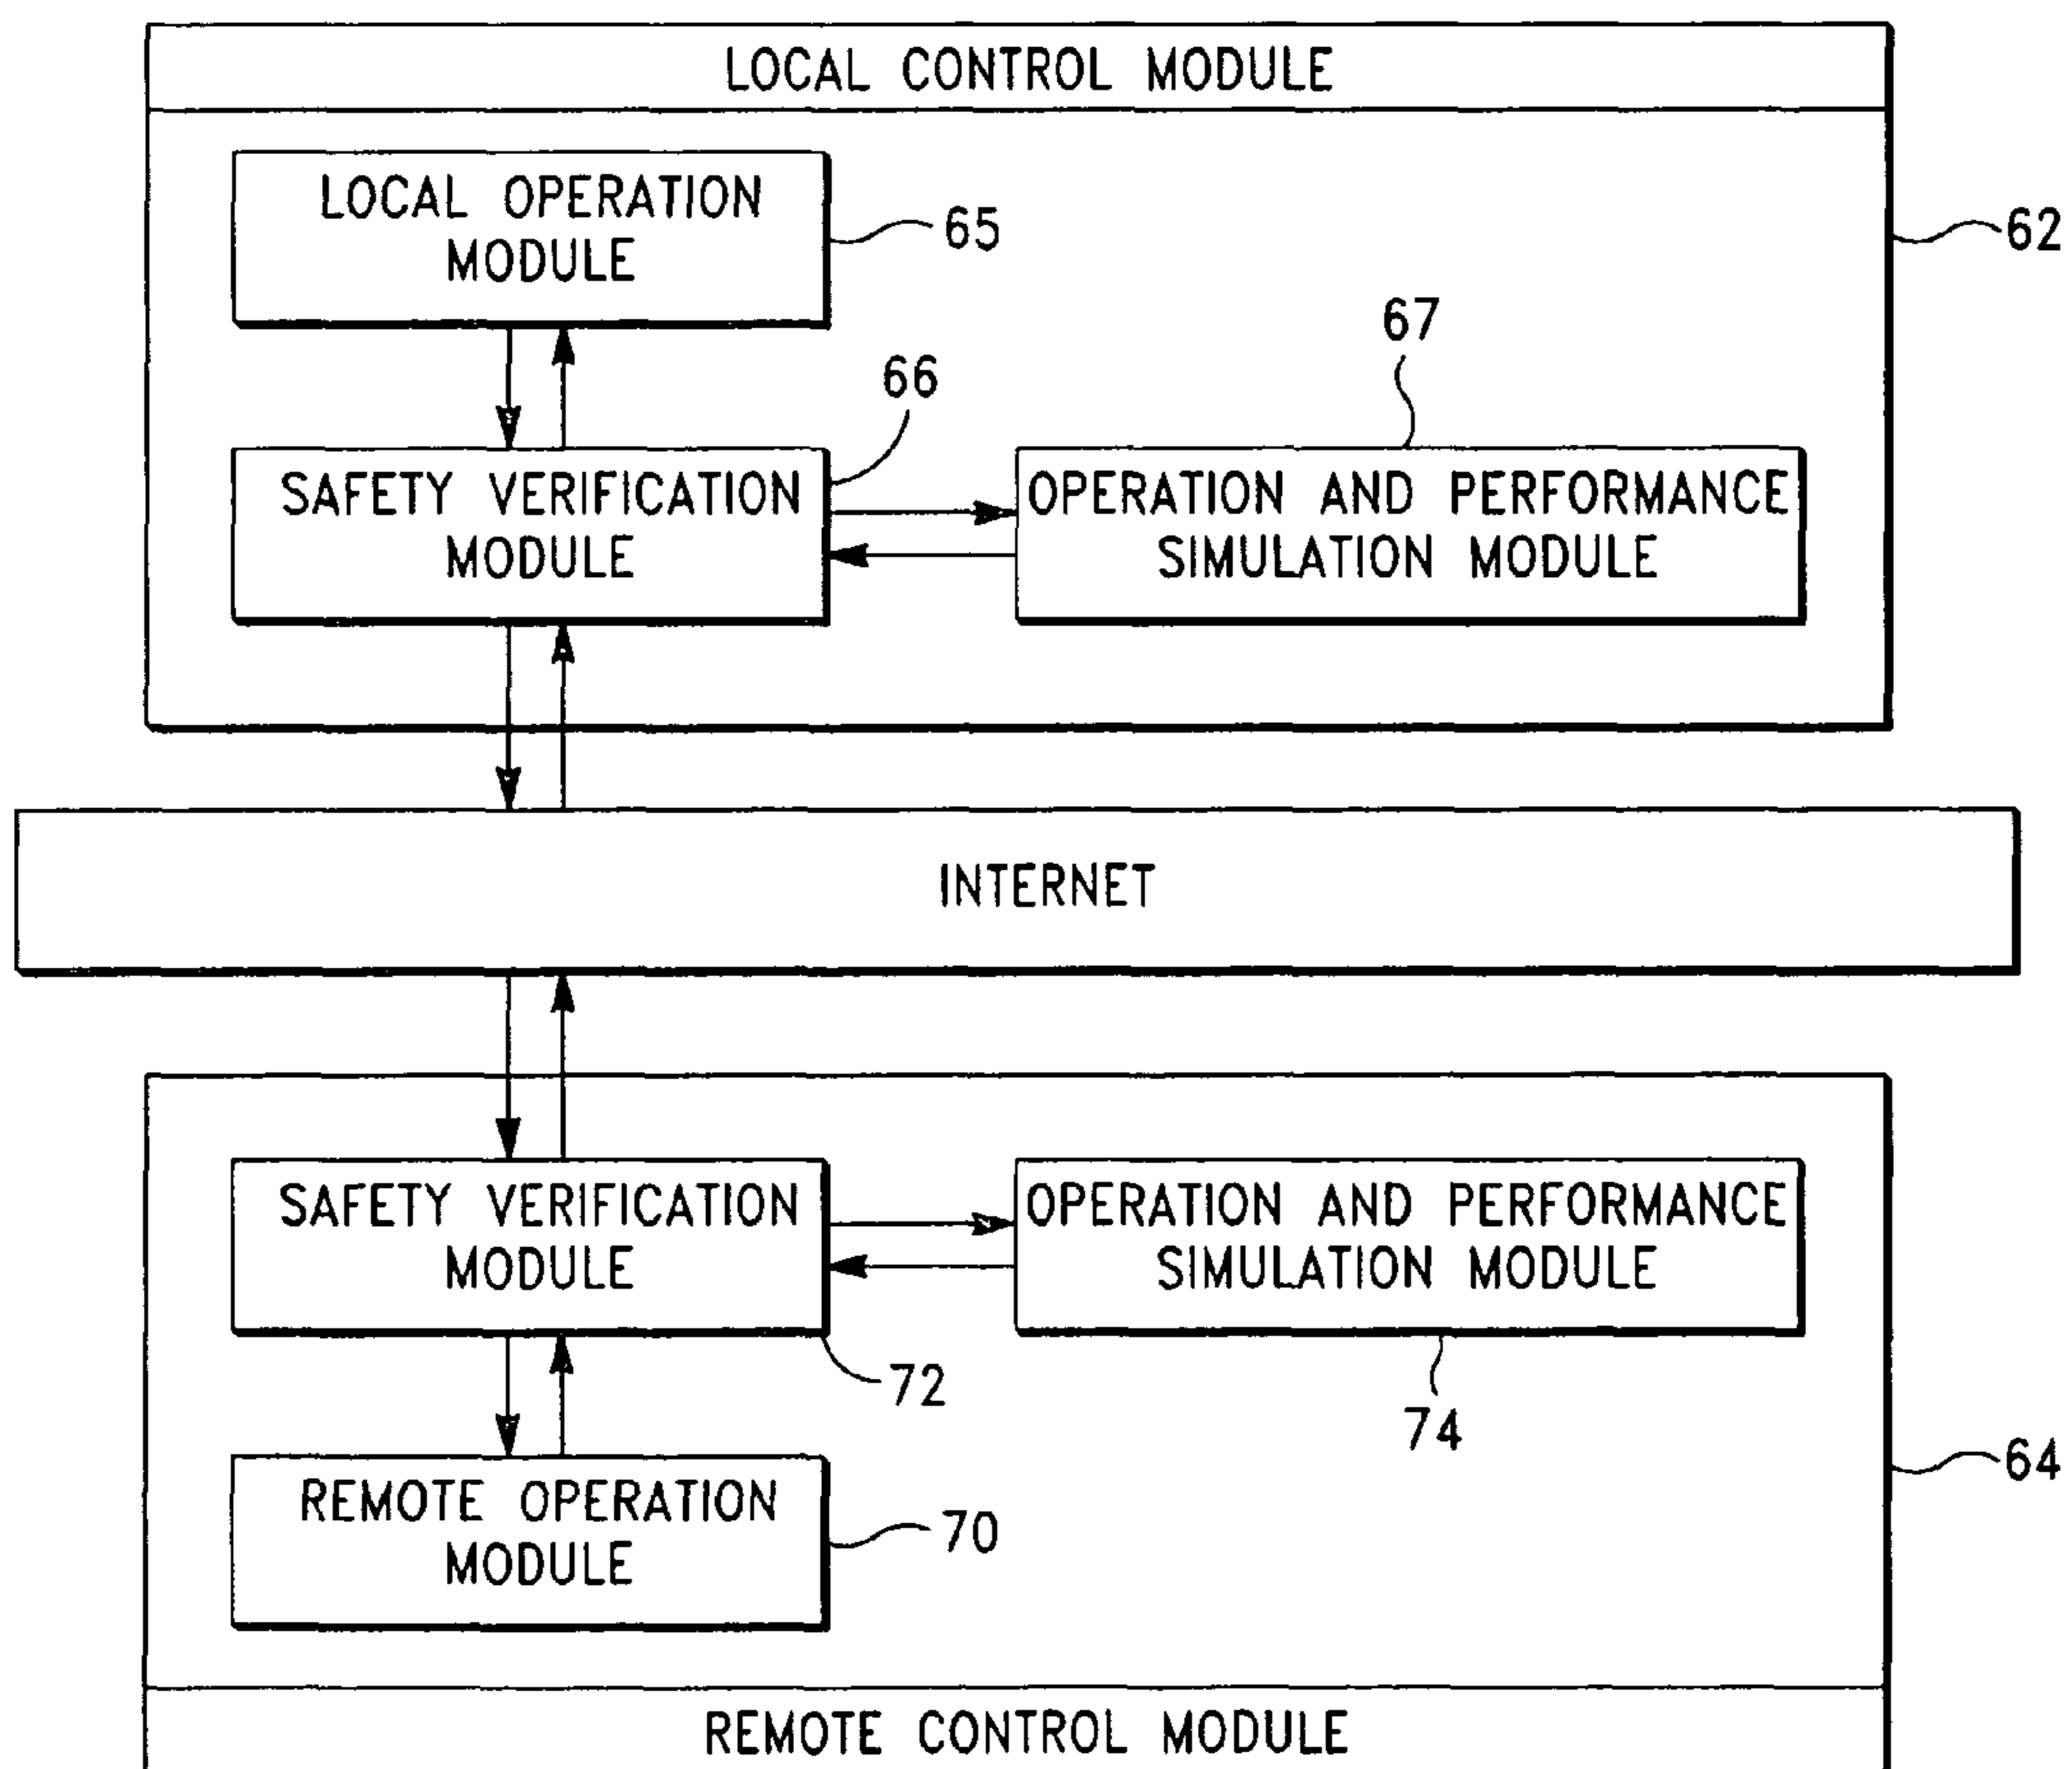 LOCAL CONTROL MODULE
LOCAL OPERATION
MODULE
65
62
67
66
SAFETY VERIFICATION
MODULE
OPERATION AND PERFORMANCE
SIMULATION MODULE
INTERNET
SAFETY VERIFICATION
MODULE
OPERATION AND PERFORMANCE
SIMULATION MODULE
72
74
64
REMOTE OPERATION
MODULE
70
REMOTE CONTROL MODULE